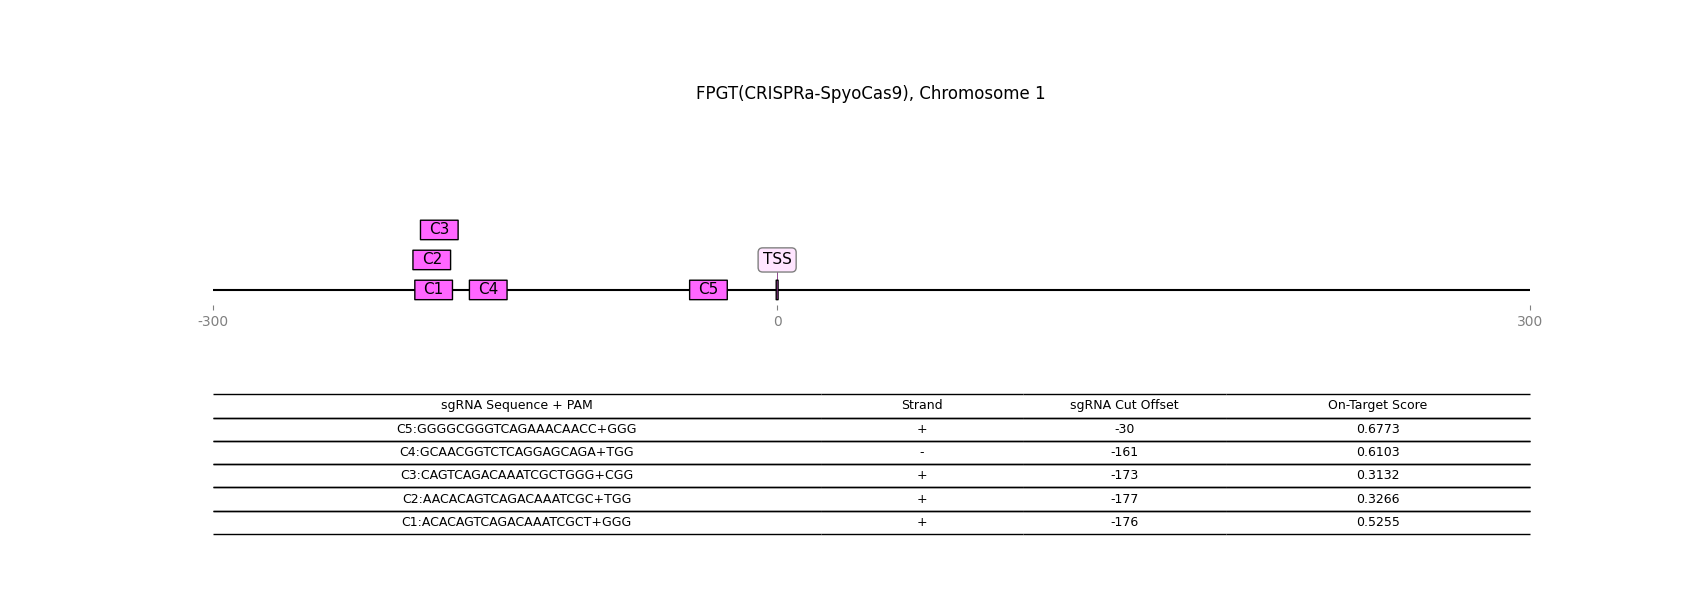 FPGT(CRISPRa-SpyoCas9), Chromosome 1
C3
C2 TSS
C1 C4 C5
-300 0 300
sgRNA Sequence + PAM Strand sgRNA Cut Offset On-Target Score
C5:GGGGCGGGTCAGAAACAACC+GGG + -30 0.6773
C4:GCAACGGTCTCAGGAGCAGA+TGG - -161 0.6103
C3:CAGTCAGACAAATCGCTGGG+CGG + -173 0.3132
C2:AACACAGTCAGACAAATCGC+TGG + -177 0.3266
C1:ACACAGTCAGACAAATCGCT+GGG + -176 0.5255